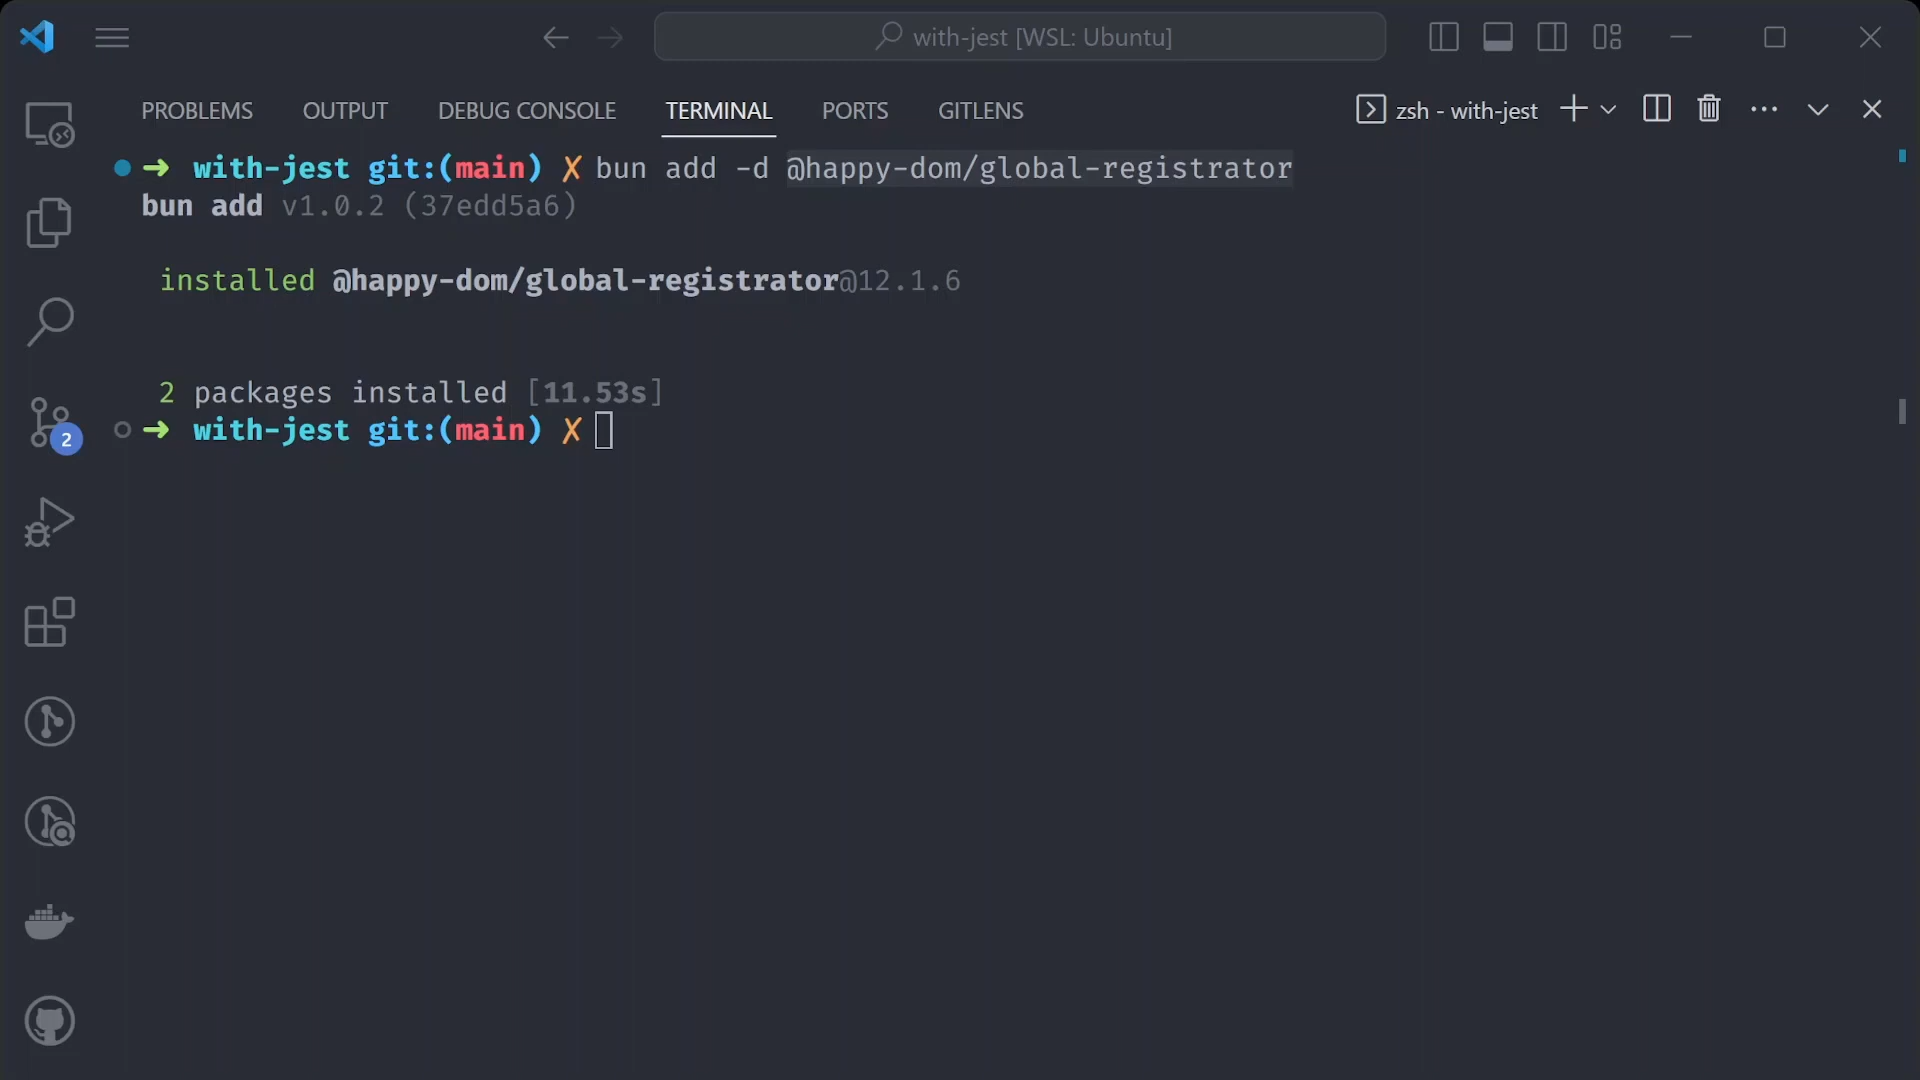 with-jest [WSL: Ubuntu]
PROBLEMS OUTPUT DEBUG CONSOLE TERMINAL PORTS GITLENS zsh - with-jest
➜ with-jest git:(main) ✗ bun add -d @happy-dom/global-registrator
bun add v1.0.2 (37edd5a6)
installed @happy-dom/global-registrator@12.1.6
2 packages installed [11.53s]
➜ with-jest git:(main) ✗
2